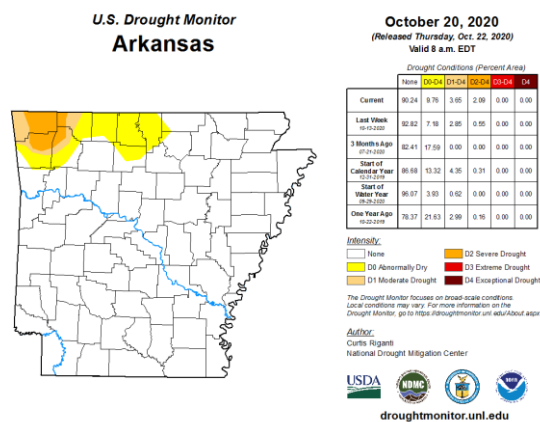 U.S. Drought Monitor
Arkansas
October 20, 2020
(Released Thursday, Oct. 22, 2020)
Valid 8 a.m. EDT
Drought Conditions (Percent Area)
None D0-D4 D1-D4 D2-D4 D3-D4 D4
Current 90.24 9.76 3.65 2.09 0.00 0.00
Last Week 10-13-2020 92.82 7.18 2.85 0.55 0.00 0.00
3 Months Ago 07-21-2020 82.41 17.59 0.00 0.00 0.00 0.00
Start of Calendar Year 12-31-2019 86.68 13.32 4.35 0.31 0.00 0.00
Start of Water Year 09-29-2020 96.07 3.93 0.62 0.00 0.00 0.00
One Year Ago 10-22-2019 78.37 21.63 2.99 0.16 0.00 0.00
Intensity:
None
D0 Abnormally Dry
D1 Moderate Drought
D2 Severe Drought
D3 Extreme Drought
D4 Exceptional Drought
The Drought Monitor focuses on broad-scale conditions.
Local conditions may vary. For more information on the
Drought Monitor, go to https://droughtmonitor.unl.edu/About.aspx
Author:
Curtis Riganti
National Drought Mitigation Center
USDA
NDMC
droughtmonitor.unl.edu